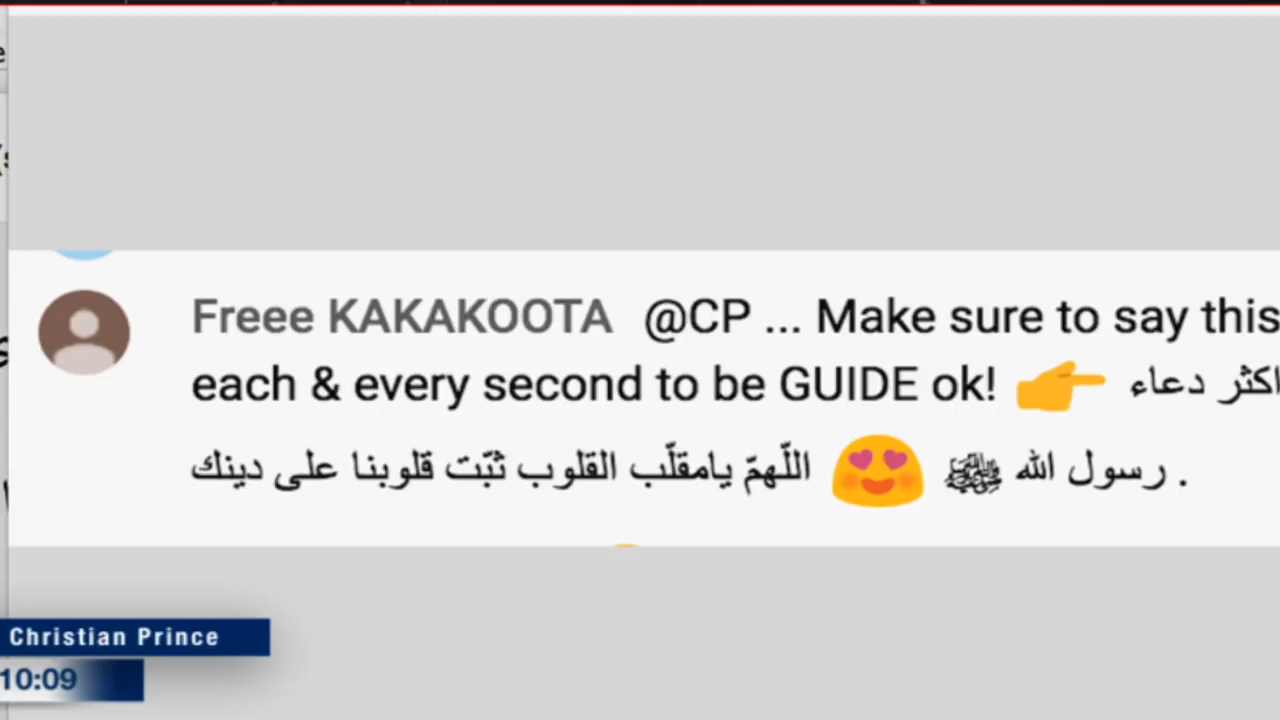 Freee KAKAKOOTA @CP ... Make sure to say this
each & every second to be GUIDE ok! 👉 اكثر دعاء
رسول الله ﷺ 😍 اللّهمّ يامقلّب القلوب ثبّت قلوبنا على دينك .
Christian Prince
10:09